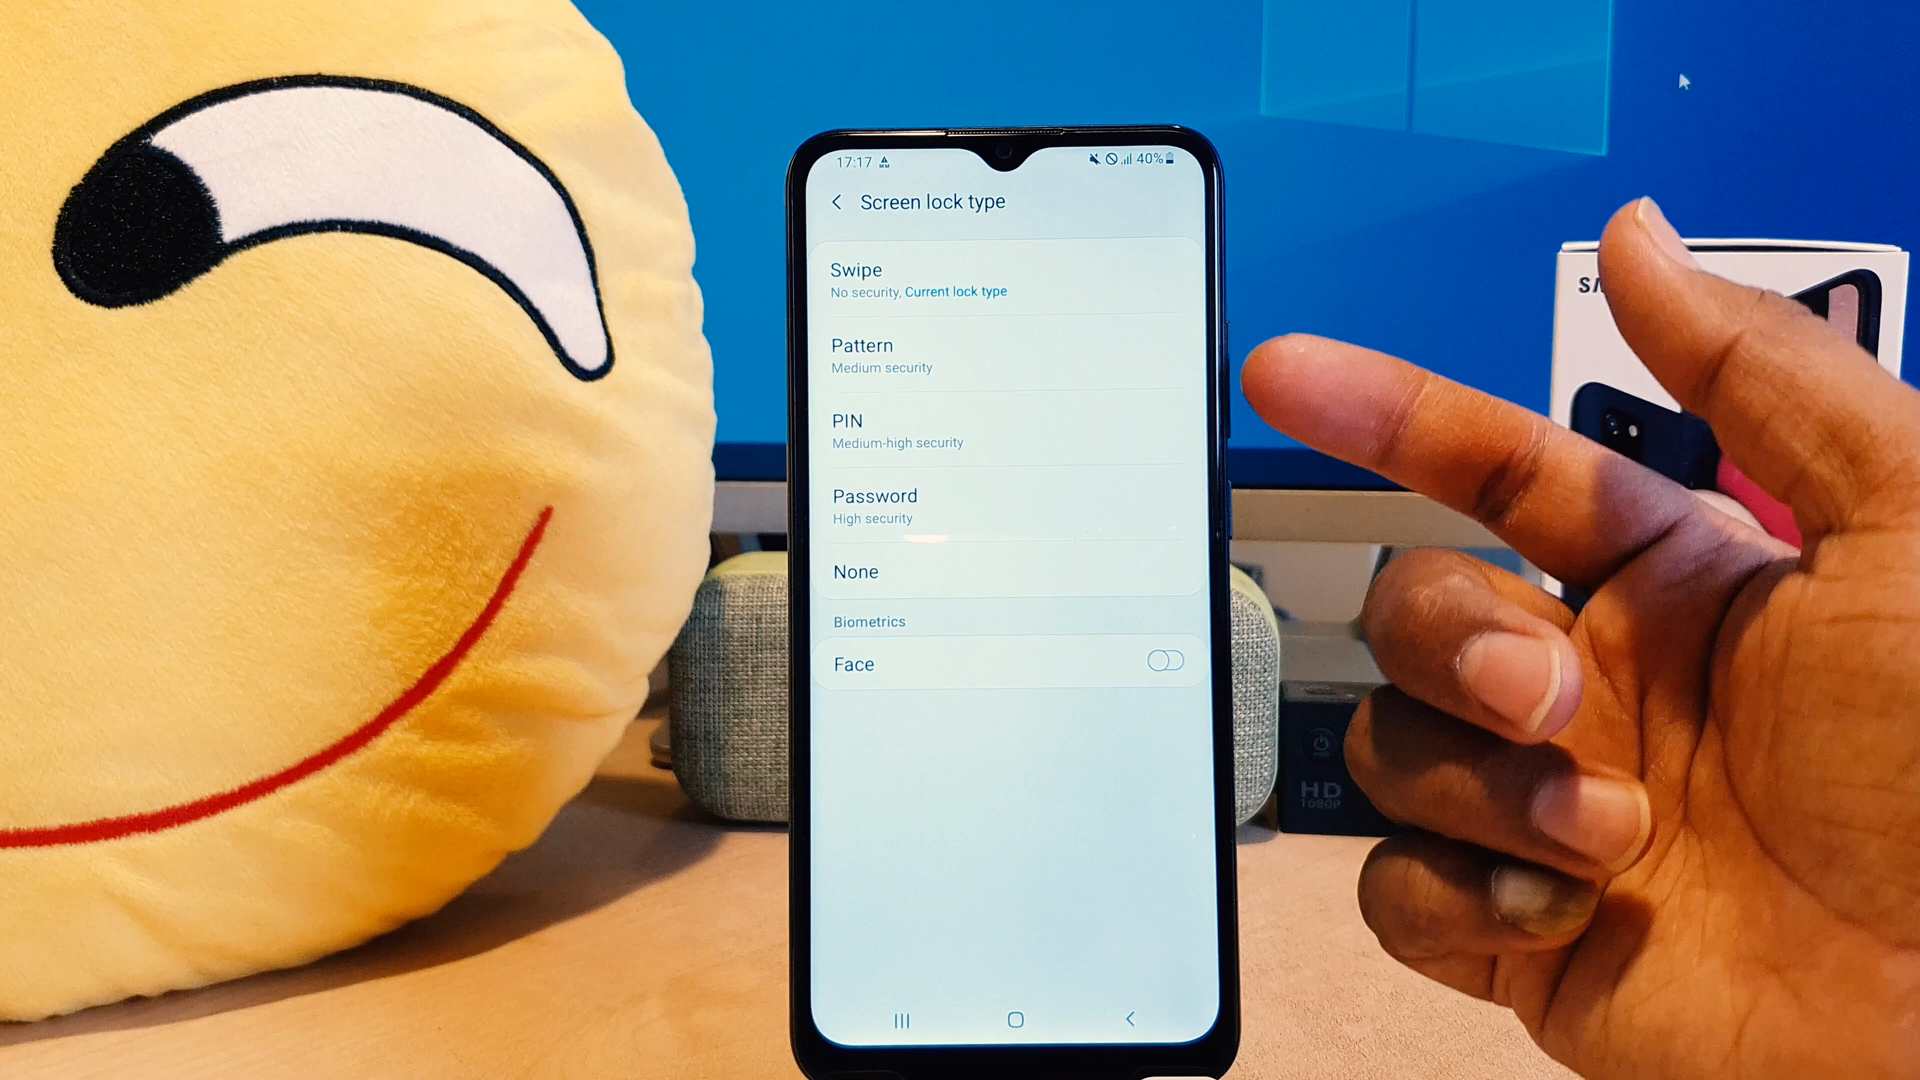 17:17
40%
Screen lock type
Swipe
No security, Current lock type
Pattern
Medium security
PIN
Medium-high security
Password
High security
None
Biometrics
Face
HD
1080P